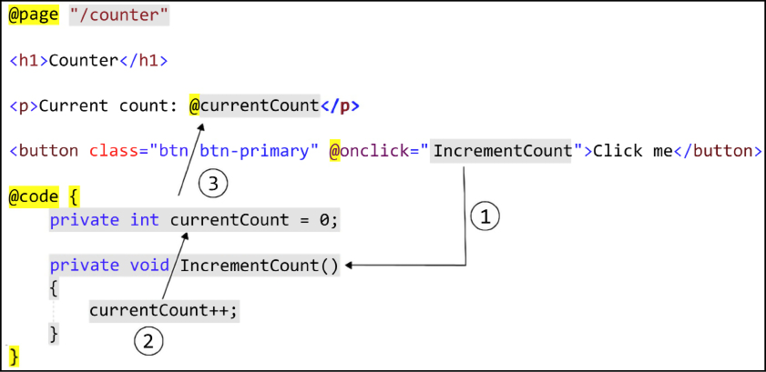 @page "/counter"
<h1>Counter</h1>
<p>Current count: @currentCount</p>
<button class="btn btn-primary" @onclick="IncrementCount">Click me</button>
3
@code {
1
private int currentCount = 0;
private void IncrementCount()
{
currentCount++;
2
}
}